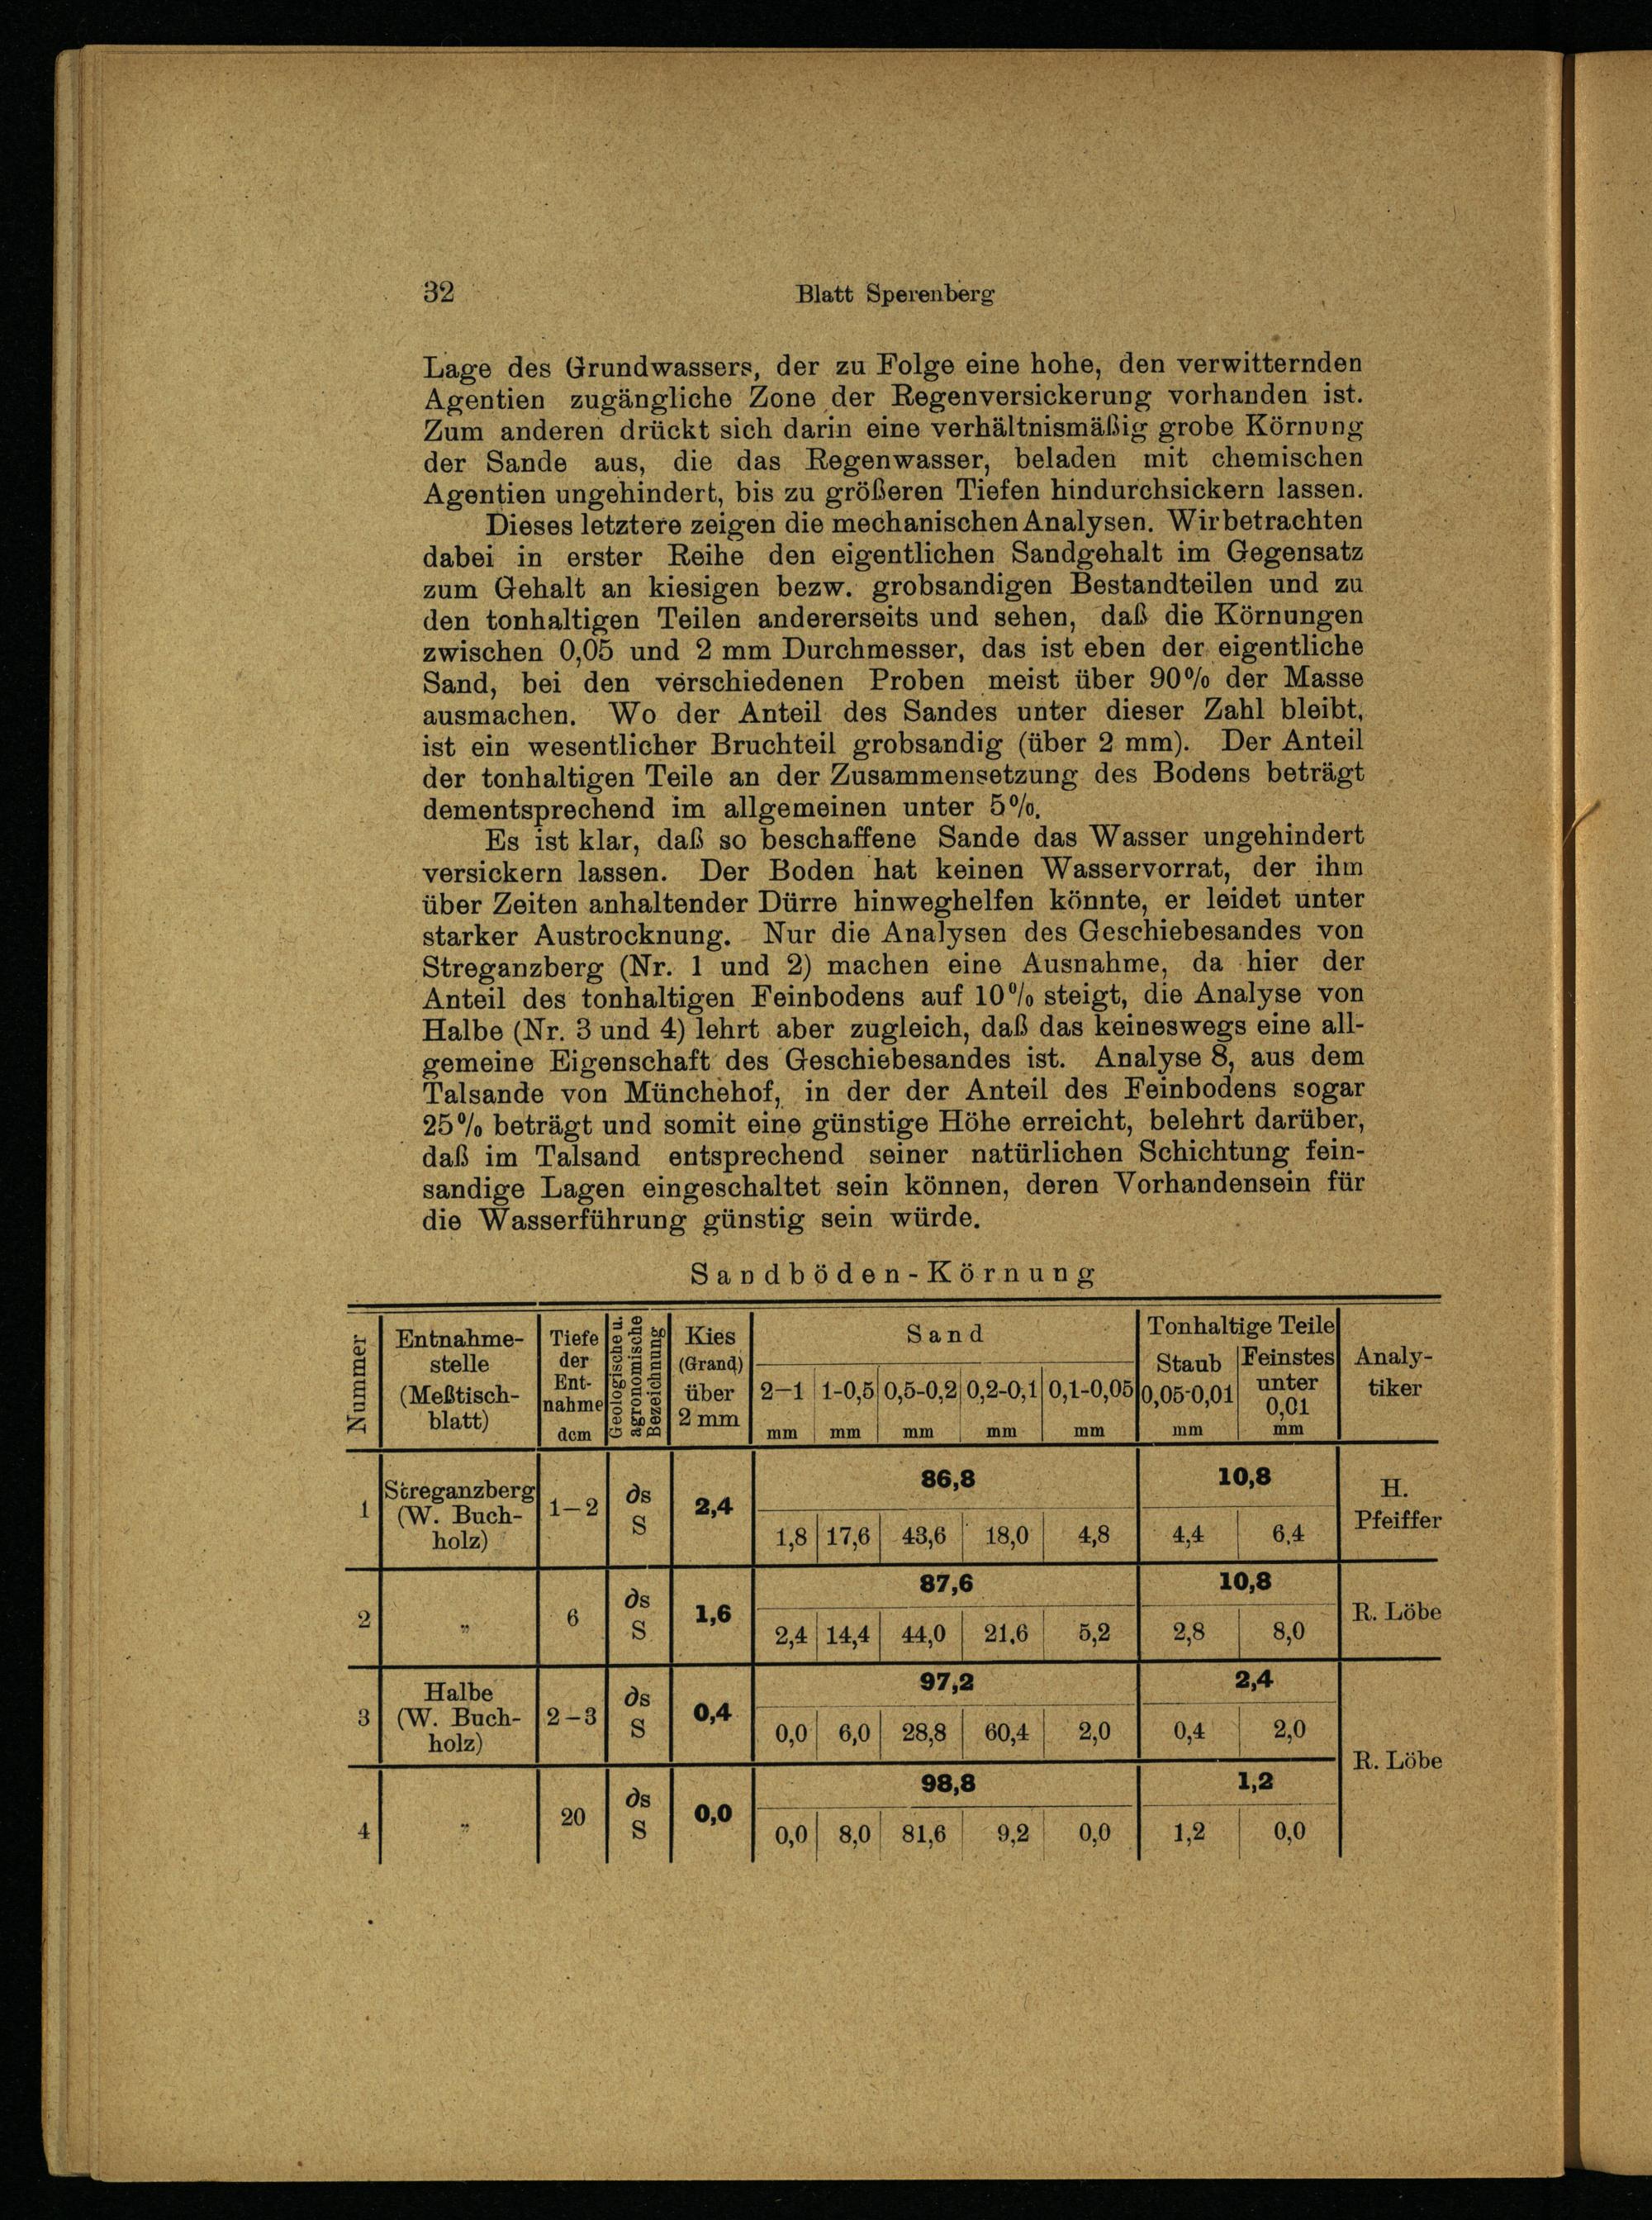 32
Blatt Sperenberg
Lage des Grundwassers, der zu Folge eine hohe, den verwitternden
Agentien zugängliche Zone der Regenversickerung vorhanden ist.
Zum anderen drückt sich darin eine verhältnismäßig grobe Körnung
der Sande aus, die das Regenwasser, beladen mit chemischen
Agentien ungehindert, bis zu größeren Tiefen hindurchsickern lassen.
Dieses letztere zeigen die mechanischen Analysen. Wir betrachten
dabei in erster Reihe den eigentlichen Sandgehalt im Gegensatz
zum Gehalt an kiesigen bezw. grobsandigen Bestandteilen und zu
den tonhaltigen Teilen andererseits und sehen, daß die Körnungen
zwischen 0,05 und 2 mm Durchmesser, das ist eben der eigentliche
Sand, bei den verschiedenen Proben meist über 90% der Masse
ausmachen. Wo der Anteil des Sandes unter dieser Zahl bleibt,
ist ein wesentlicher Bruchteil grobsandig (über 2 mm). Der Anteil
der tonhaltigen Teile an der Zusammensetzung des Bodens beträgt
dementsprechend im allgemeinen unter 5%.
Es ist klar, daß so beschaffene Sande das Wasser ungehindert
versickern lassen. Der Boden hat keinen Wasservorrat, der ihm
über Zeiten anhaltender Dürre hinweghelfen könnte, er leidet unter
starker Austrocknung. Nur die Analysen des Geschiebesandes von
Streganzberg (Nr. 1 und 2) machen eine Ausnahme, da hier der
Anteil des tonhaltigen Feinbodens auf 10% steigt, die Analyse von
Halbe (Nr. 3 und 4) lehrt aber zugleich, daß das keineswegs eine all-
gemeine Eigenschaft des Geschiebesandes ist. Analyse 8, aus dem
Talsande von Münchehof, in der der Anteil des Feinbodens sogar
25% beträgt und somit eine günstige Höhe erreicht, belehrt darüber,
daß im Talsand entsprechend seiner natürlichen Schichtung fein-
sandige Lagen eingeschaltet sein können, deren Vorhandensein für
die Wasserführung günstig sein würde.
Sandböden-Körnung
Nummer
Entnahme-
stelle
(Meßtisch-
blatt)
Tiefe
der
Ent-
nahme
dcm
Geologische u.
agronomische
Bezeichnung
Kies
(Grand)
über
2 mm
Sand
2–1 1-0,5 0,5-0,2 0,2-0,1 0,1-0,05
mm mm mm mm mm
Tonhaltige Teile
Staub
0,05-0,01
mm
Feinstes
unter
0,01
mm
Analy-
tiker
1
Streganzberg
(W. Buch-
holz)
1–2
ds
S
2,4
86,8
1,8 17,6 43,6 18,0 4,8
10,8
4,4 6,4
H.
Pfeiffer
2
„
6
ds
S
1,6
87,6
2,4 14,4 44,0 21,6 5,2
10,8
2,8 8,0
R. Löbe
3
Halbe
(W. Buch-
holz)
2–3
ds
S
0,4
97,2
0,0 6,0 28,8 60,4 2,0
2,4
0,4 2,0
R. Löbe
4
„
20
ds
S
0,0
98,8
0,0 8,0 81,6 9,2 0,0
1,2
1,2 0,0